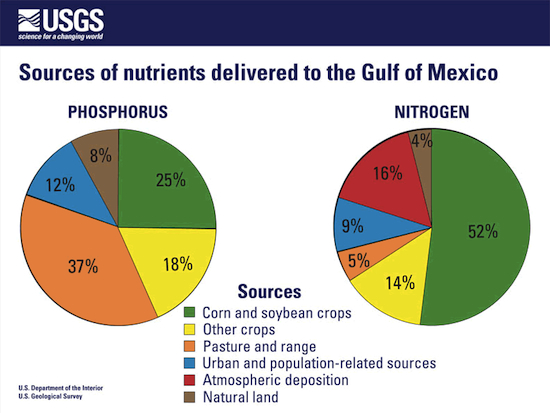 USGS
science for a changing world
Sources of nutrients delivered to the Gulf of Mexico
PHOSPHORUS
8%
25%
12%
37%
18%
NITROGEN
4%
16%
9%
52%
5%
14%
Sources
Corn and soybean crops
Other crops
Pasture and range
Urban and population-related sources
Atmospheric deposition
Natural land
U.S. Department of the Interior
U.S. Geological Survey